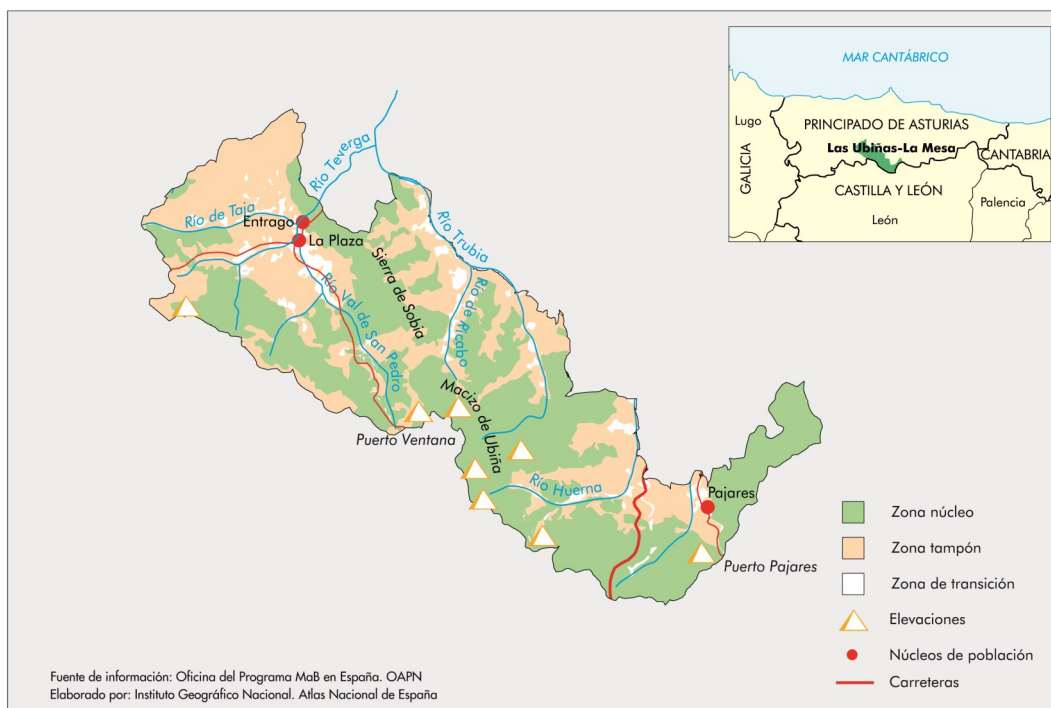 MAR CANTÁBRICO
Lugo
PRINCIPADO DE ASTURIAS
Las Ubiñas-La Mesa
CANTABRIA
GALICIA
CASTILLA Y LEÓN
León
Palencia
Río Teverga
Río de Taja
Entrago
La Plaza
Río Trubia
Sierra de Sobia
Río Val de San Pedro
Río de Ricabo
Macizo de Ubiña
Puerto Ventana
Río Huerna
Pajares
Puerto Pajares
Zona núcleo
Zona tampón
Zona de transición
Elevaciones
Núcleos de población
Carreteras
Fuente de información: Oficina del Programa MaB en España. OAPN
Elaborado por: Instituto Geográfico Nacional. Atlas Nacional de España